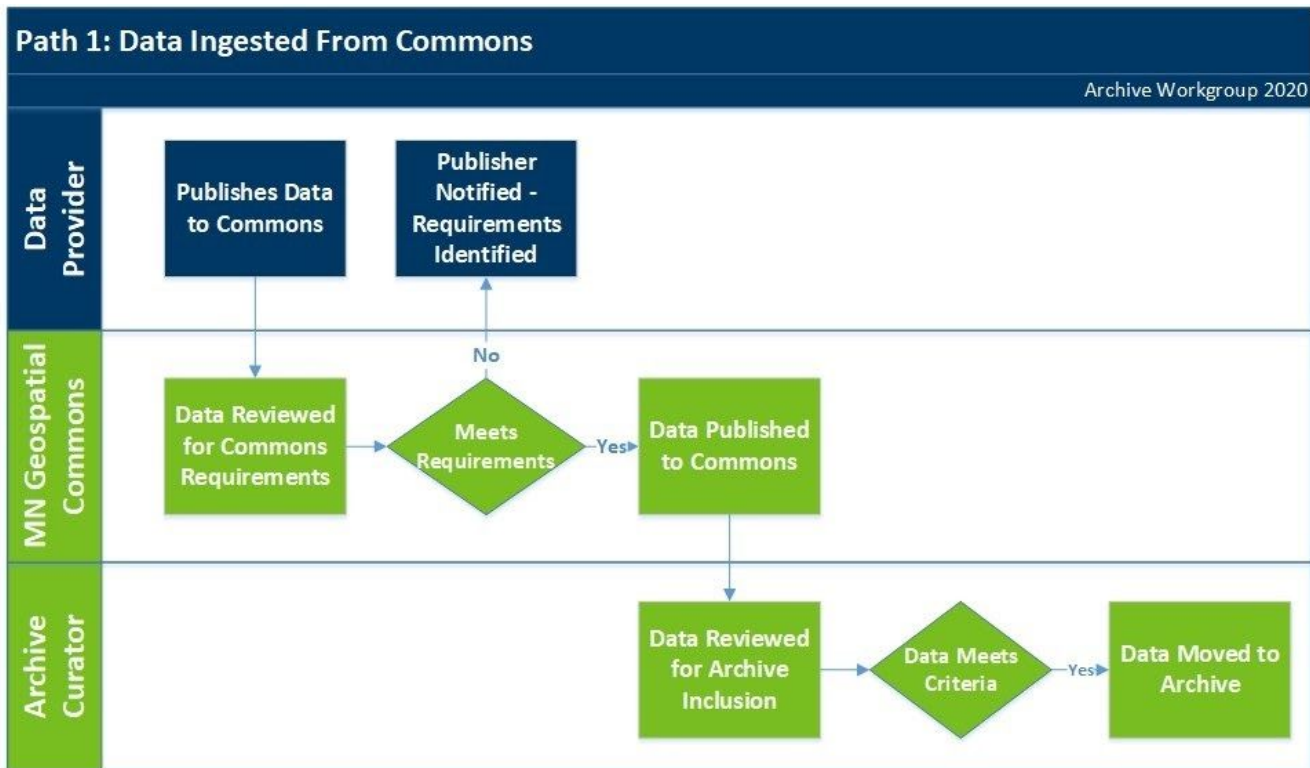 Path 1: Data Ingested From Commons
Archive Workgroup 2020
Data
Provider
Publishes Data
to Commons
Publisher
Notified -
Requirements
Identified
MN Geospatial
Commons
No
Data Reviewed
for Commons
Requirements
Meets
Requirements
Yes
Data Published
to Commons
Archive
Curator
Data Reviewed
for Archive
Inclusion
Data Meets
Criteria
Yes
Data Moved to
Archive